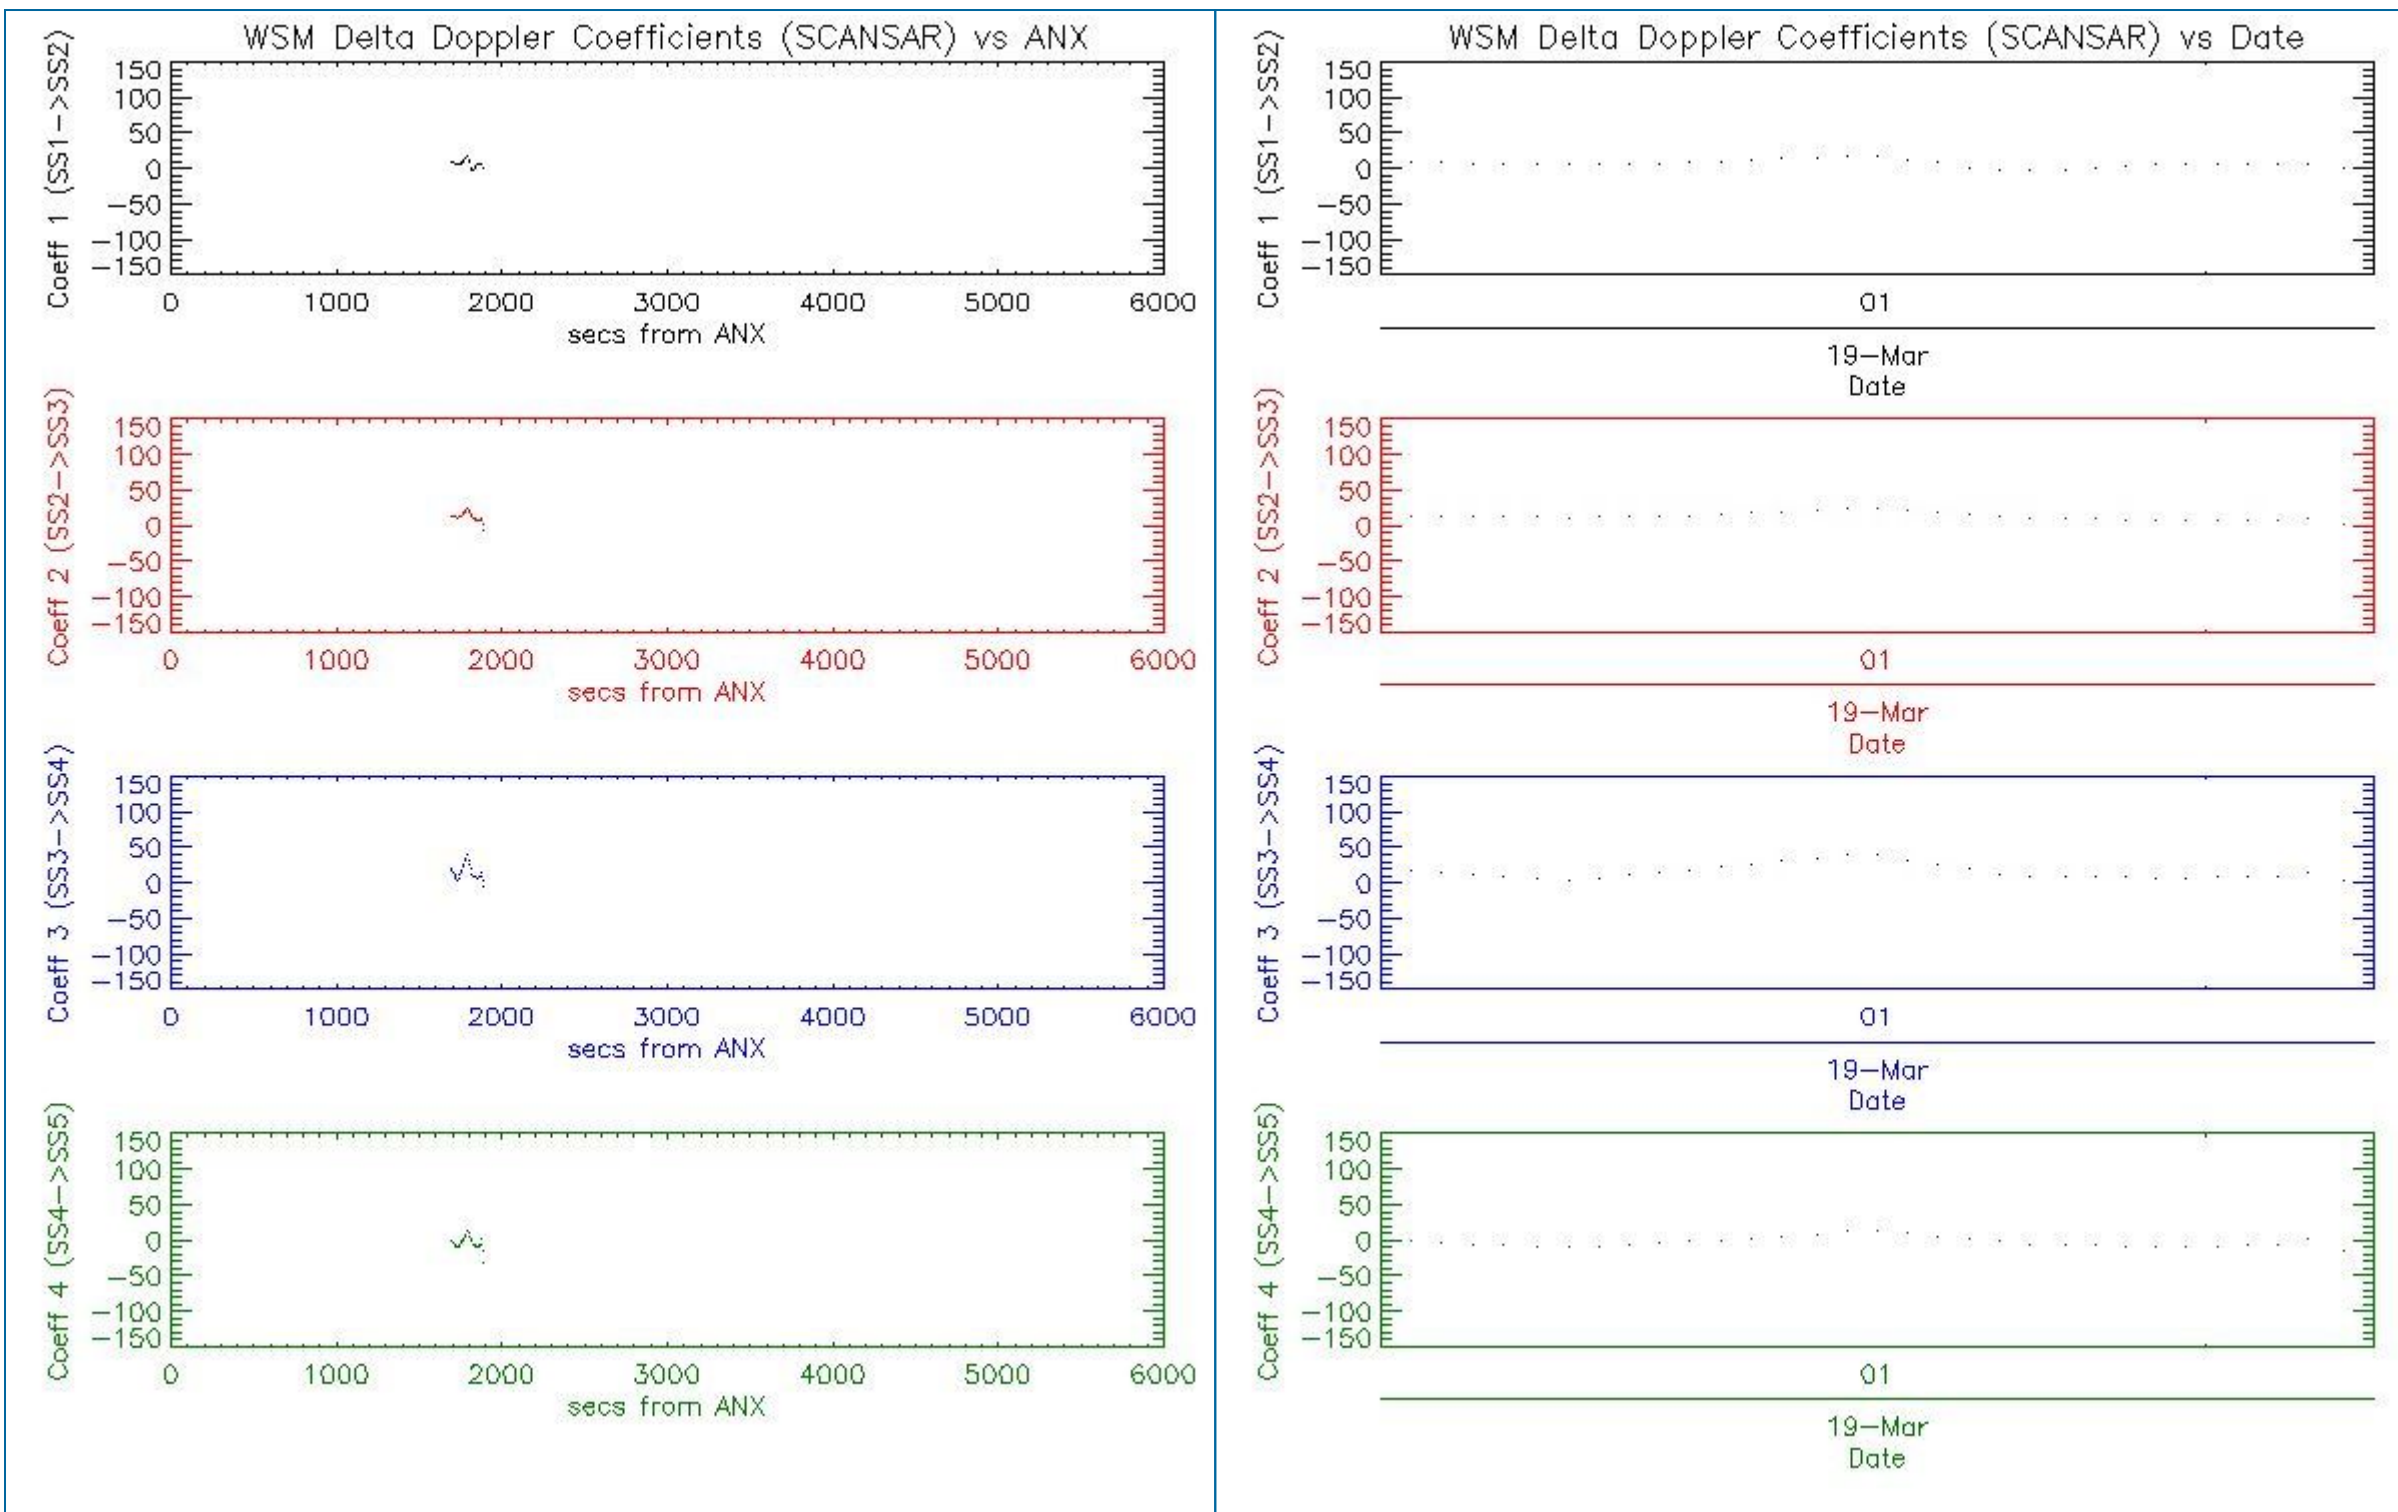 WSM Delta Doppler Coefficients (SCANSAR) vs ANX
Coeff 1 (SS1->SS2)
150
100
50
0
-50
-100
-150
0 1000 2000 3000 4000 5000 6000
secs from ANX
Coeff 2 (SS2->SS3)
150
100
50
0
-50
-100
-150
0 1000 2000 3000 4000 5000 6000
secs from ANX
Coeff 3 (SS3->SS4)
150
100
50
0
-50
-100
-150
0 1000 2000 3000 4000 5000 6000
secs from ANX
Coeff 4 (SS4->SS5)
150
100
50
0
-50
-100
-150
0 1000 2000 3000 4000 5000 6000
secs from ANX
WSM Delta Doppler Coefficients (SCANSAR) vs Date
Coeff 1 (SS1->SS2)
150
100
50
0
-50
-100
-150
01
19-Mar
Date
Coeff 2 (SS2->SS3)
150
100
50
0
-50
-100
-150
01
19-Mar
Date
Coeff 3 (SS3->SS4)
150
100
50
0
-50
-100
-150
01
19-Mar
Date
Coeff 4 (SS4->SS5)
150
100
50
0
-50
-100
-150
01
19-Mar
Date